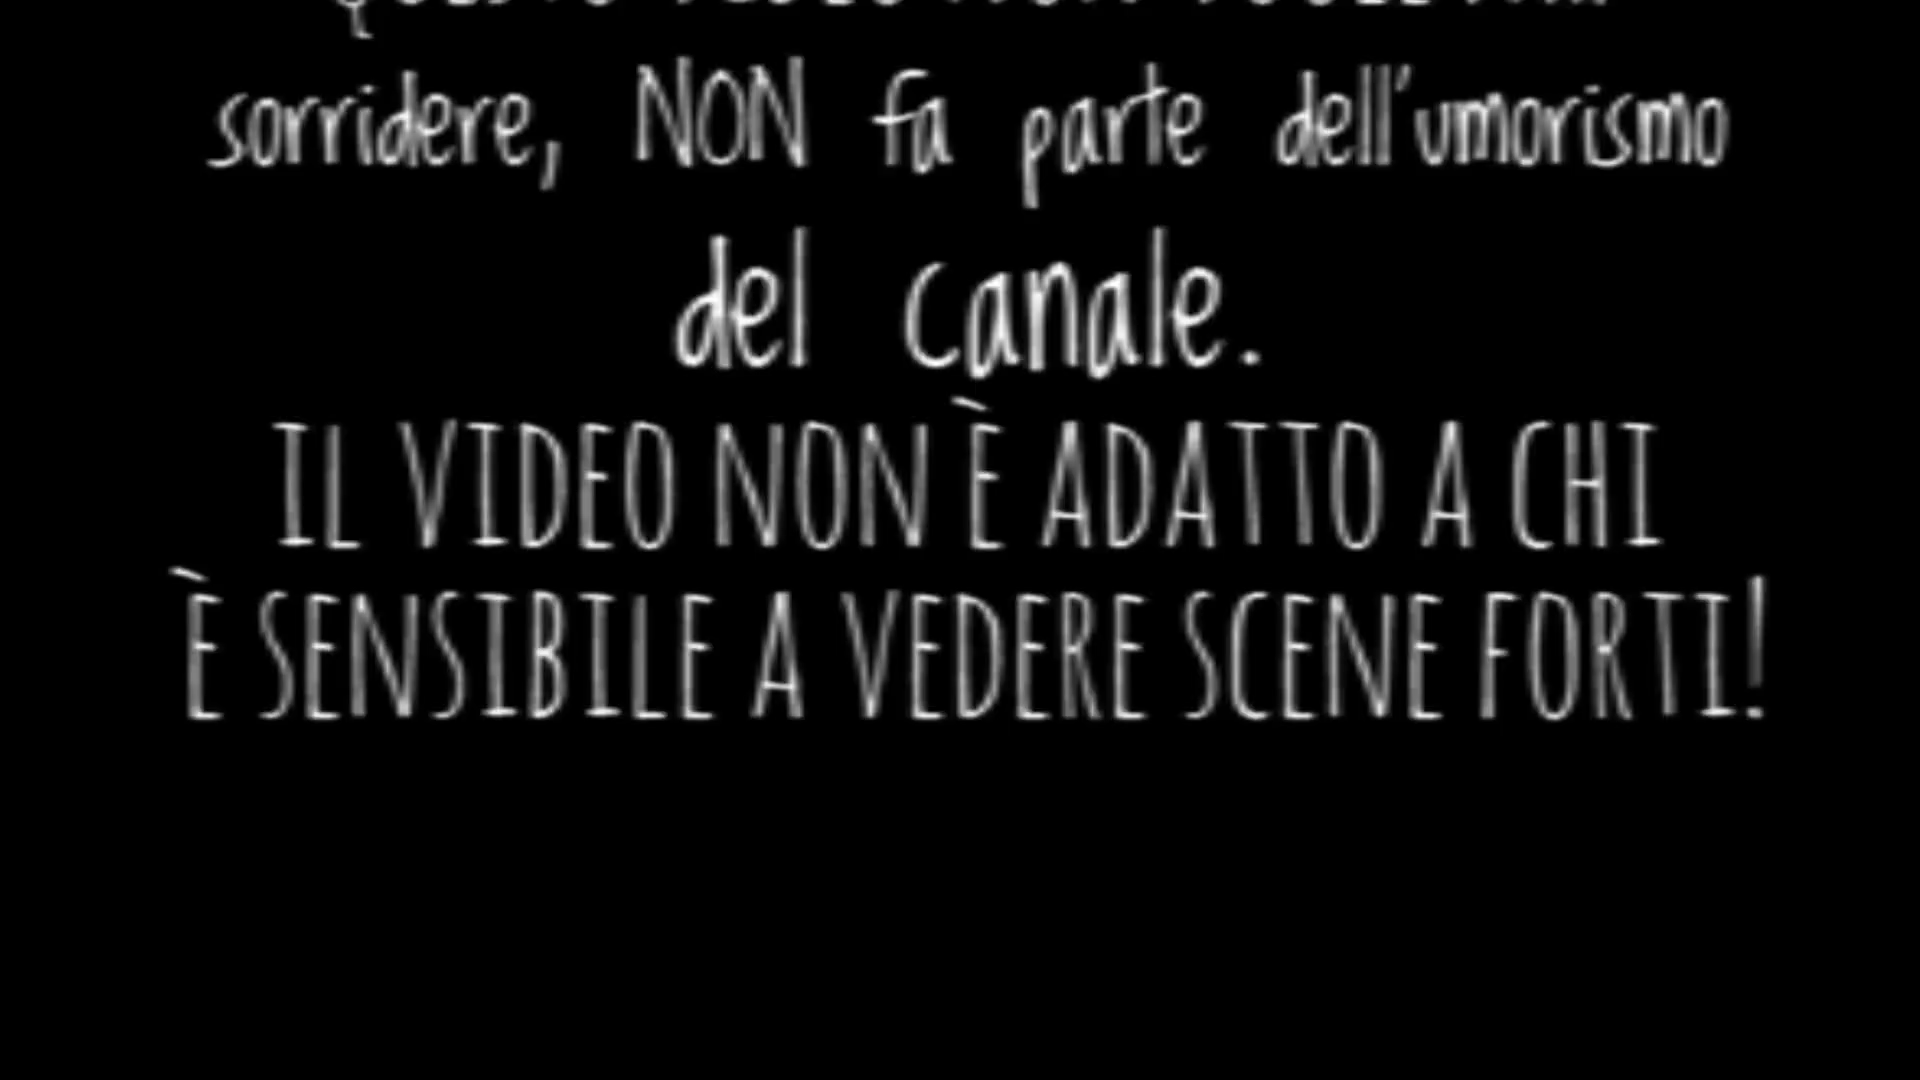 sorridere, NON fa parte dell'umorismo
del canale.
IL VIDEO NON È ADATTO A CHI
È SENSIBILE A VEDERE SCENE FORTI!